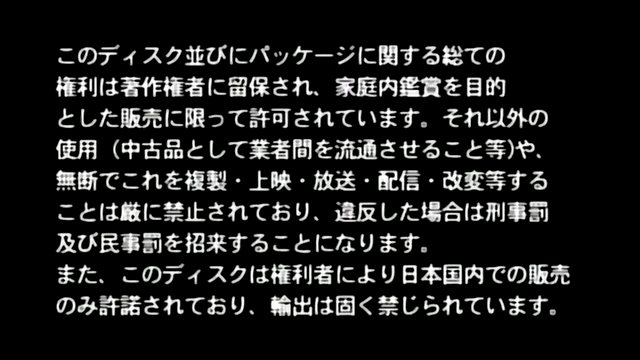 このディスク並びにパッケージに関する総ての
権利は著作権者に留保され、家庭内鑑賞を目的
とした販売に限って許可されています。それ以外の
使用（中古品として業者間を流通させること等)や、
無断でこれを複製・上映・放送・配信・改変等する
ことは厳に禁止されており、違反した場合は刑事罰
及び民事罰を招来することになります。
また、このディスクは権利者により日本国内での販売
のみ許諾されており、輸出は固く禁じられています。